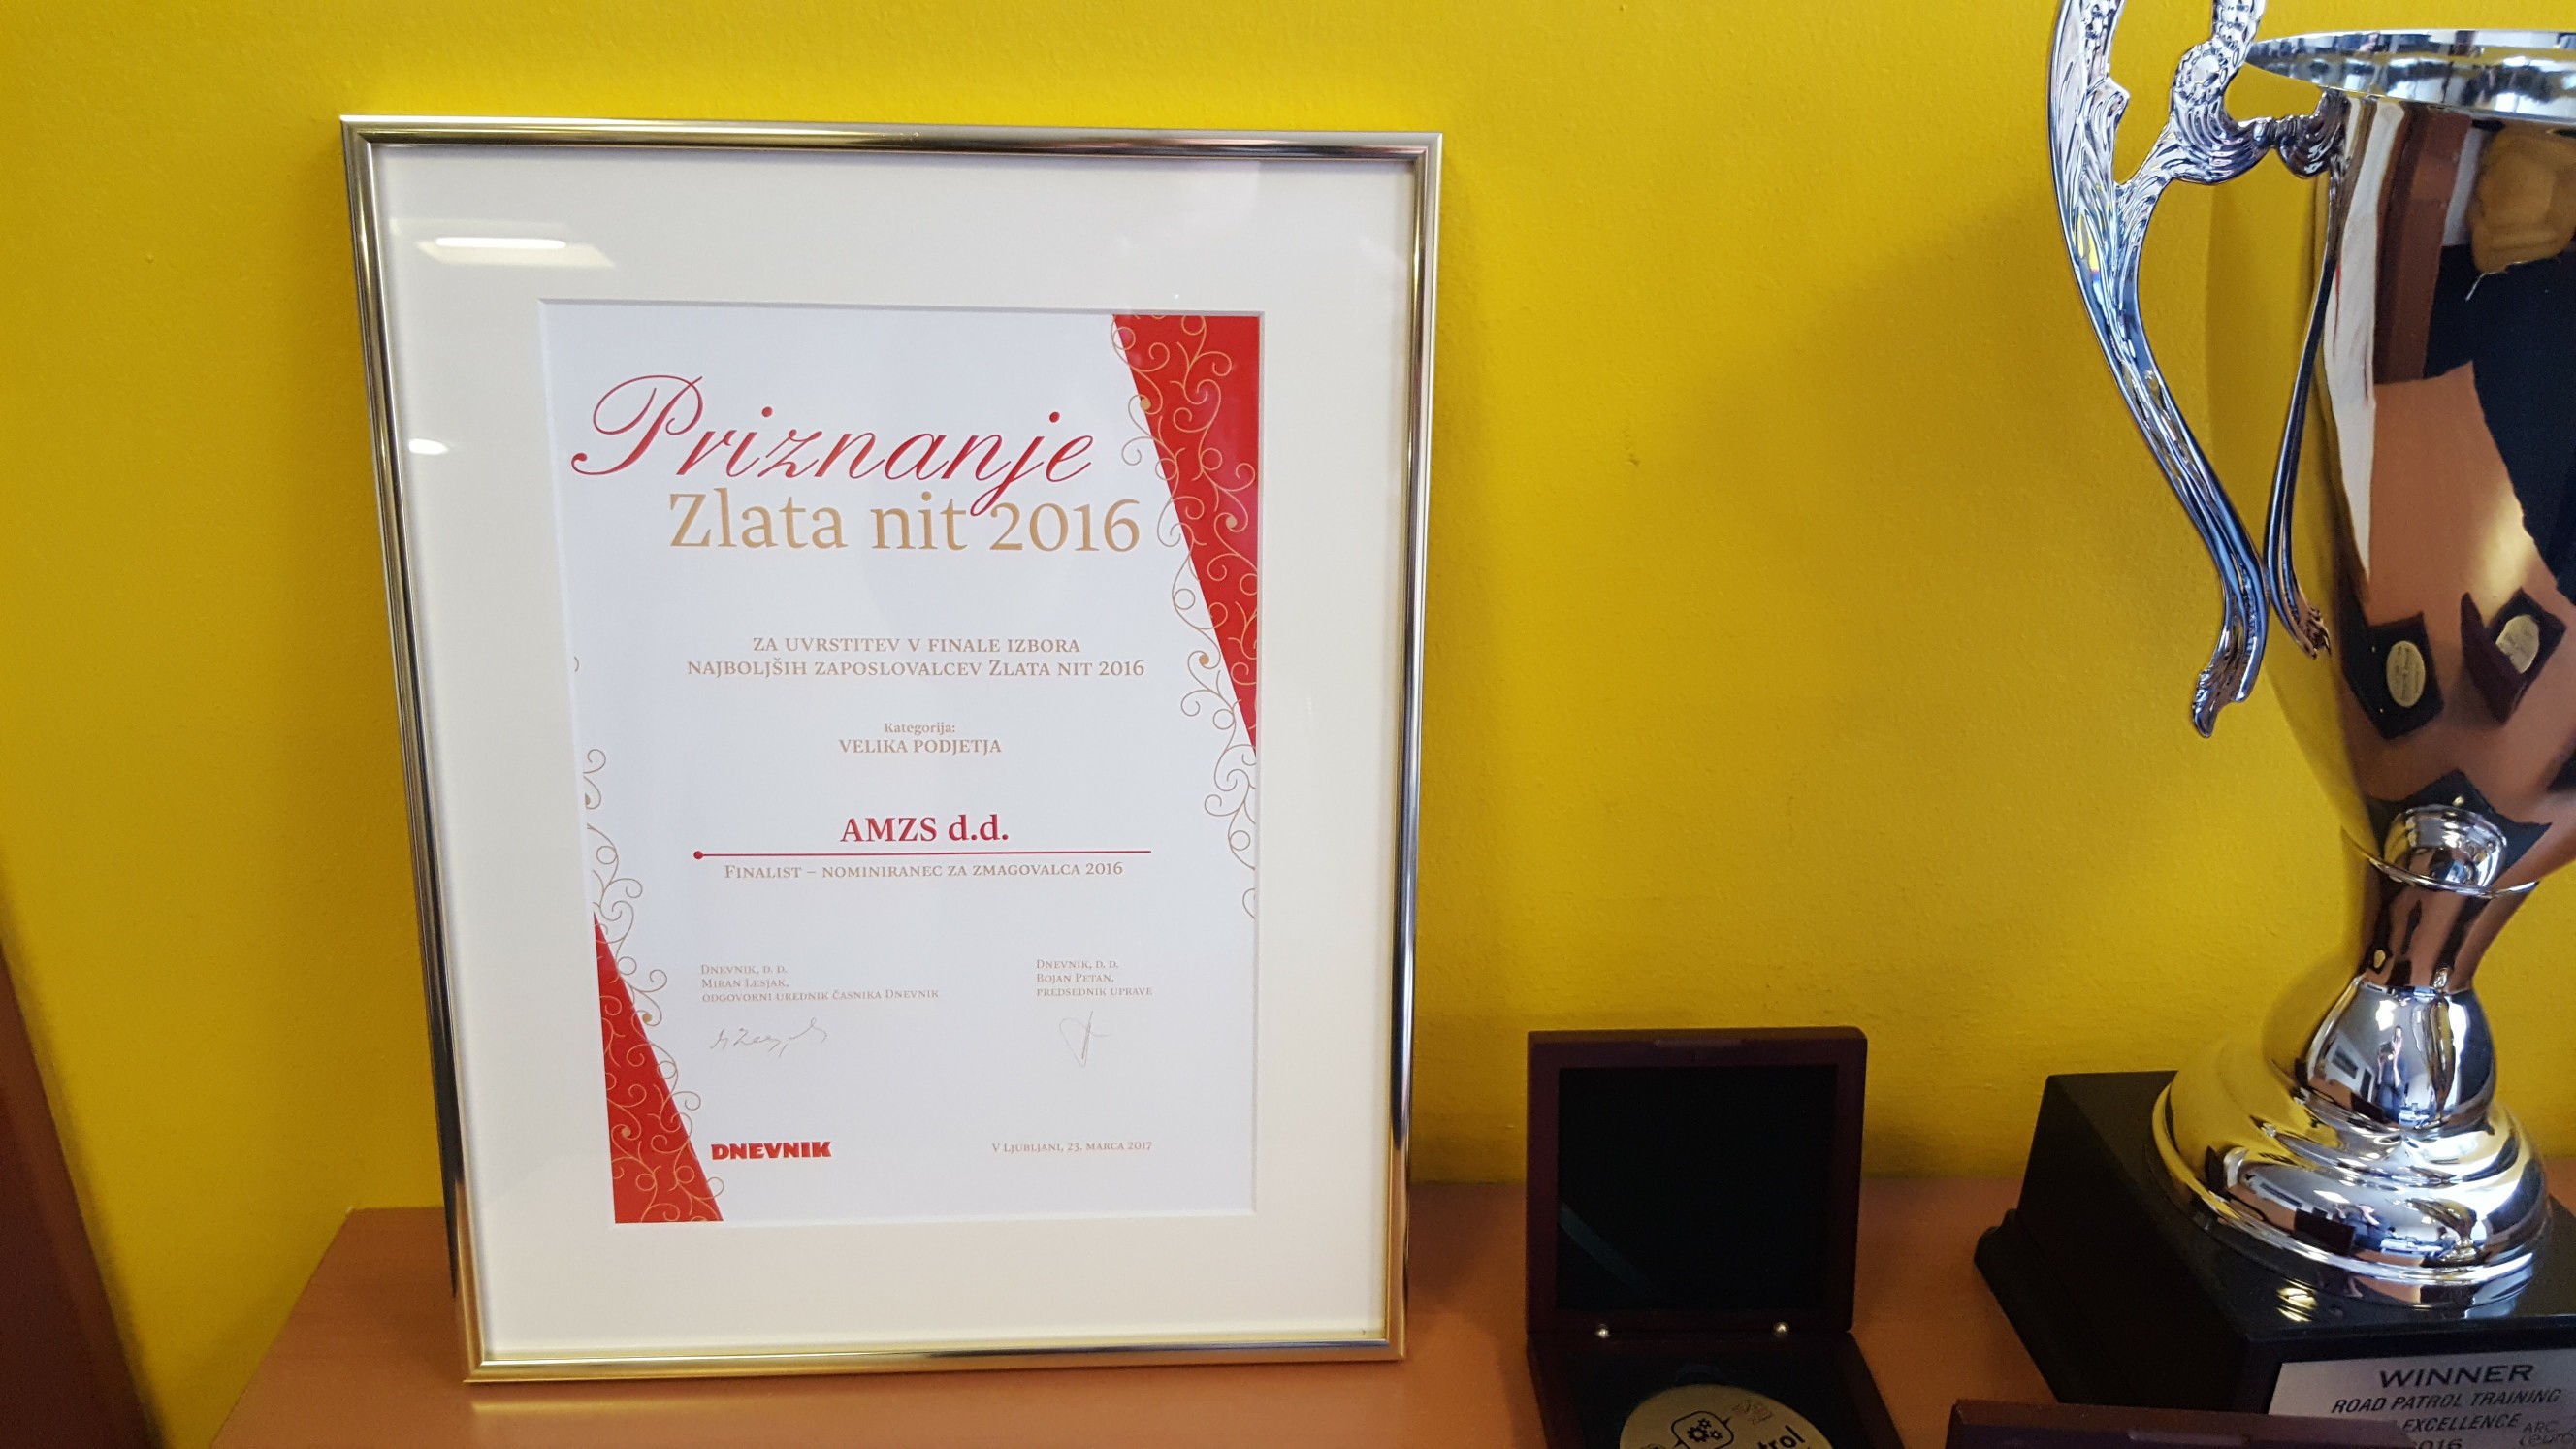 Priznanje
Zlata nit 2016
ZA UVRSTITEV V FINALE IZBORA
NAJBOLJŠIH ZAPOSLOVALCEV ZLATA NIT 2016
Kategorija:
VELIKA PODJETJA
AMZS d.d.
FINALIST – NOMINIRANEC ZA ZMAGOVALCA 2016
DNEVNIK, D. D.
MIRAN LESJAK,
ODGOVORNI UREDNIK ČASNIKA DNEVNIK
DNEVNIK, D. D.
BOJAN PETAN,
PREDSEDNIK UPRAVE
DNEVNIK
V LJUBLJANI, 23. MARCA 2017
WINNER
ROAD PATROL TRAINING
EXCELLENCE
2016
ARC